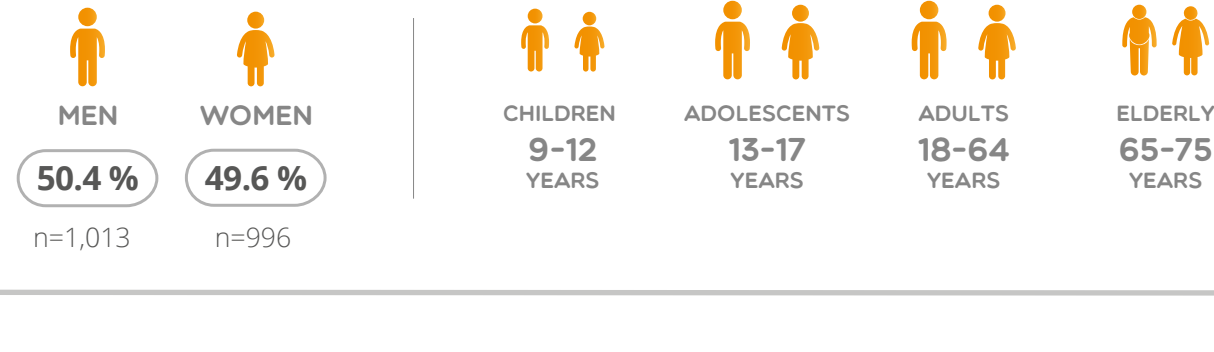 MEN
WOMEN
50.4 %
49.6 %
n=1,013
n=996
CHILDREN
9-12
YEARS
ADOLESCENTS
13-17
YEARS
ADULTS
18-64
YEARS
ELDERLY
65-75
YEARS